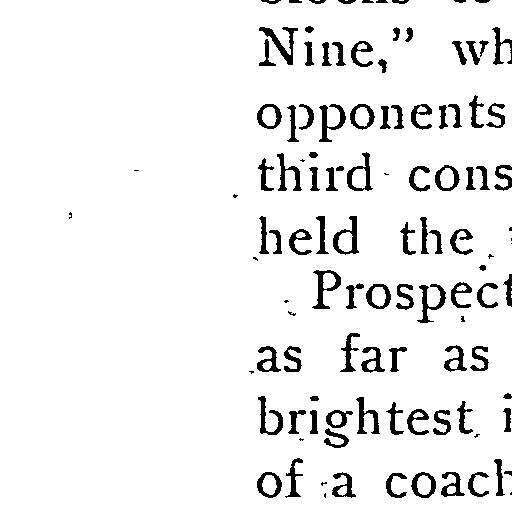 Nine,” wh
opponents
third cons
held the
Prospect
as far as
brightest i
of a coach